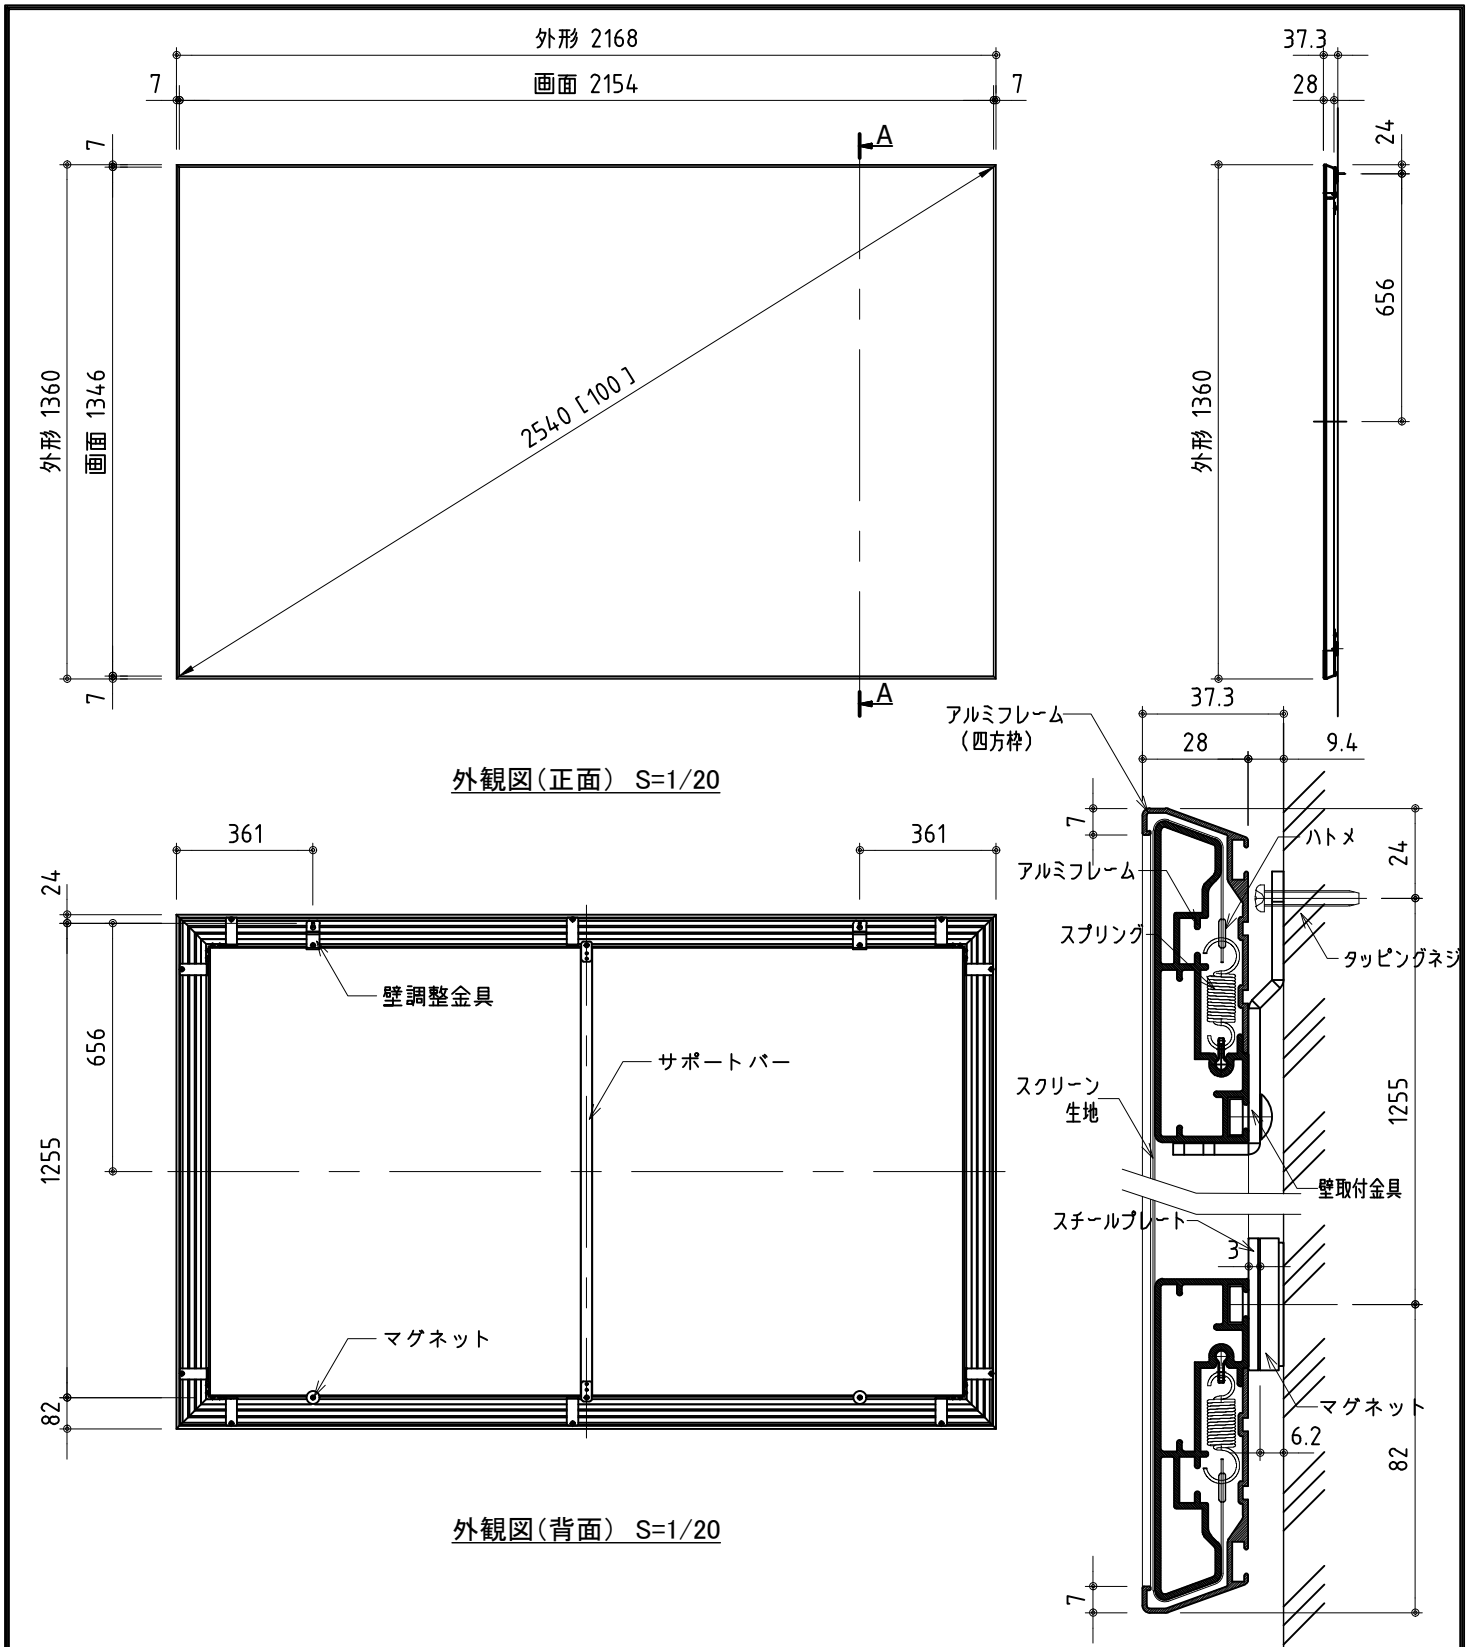 外形 2168
7
画面 2154
7
A
7
外形 1360
画面 1346
2540 [100]
7
A
37.3
28
24
656
外形 1360
外観図(正面) S=1/20
361
361
24
656
1255
82
壁調整金具
サポートバー
マグネット
外観図(背面) S=1/20
37.3
28
9.4
アルミフレーム
(四方枠)
7
ハトメ
24
アルミフレーム
スプリング
タッピングネジ
スクリーン
生地
1255
壁取付金具
スチールプレート
3
マグネット
6.2
82
7